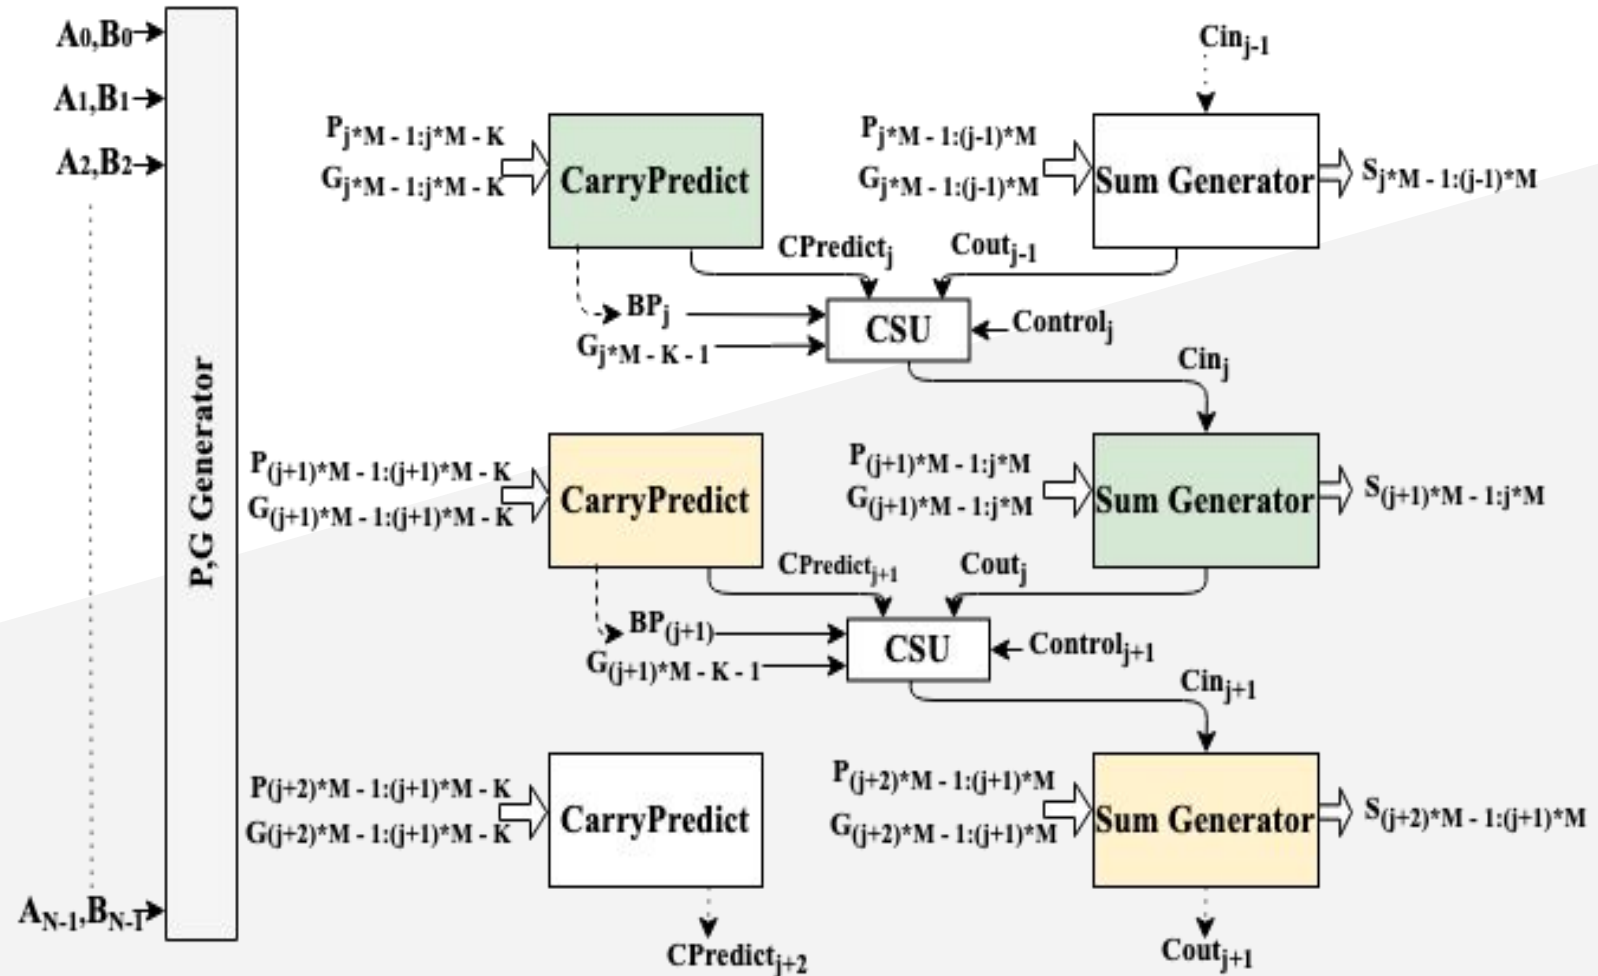 A0,B0
A1,B1
A2,B2
AN-1,BN-1
P,G Generator
Cinj-1
Pj*M - 1:j*M - K
Gj*M - 1:j*M - K
CarryPredict
Pj*M - 1:(j-1)*M
Gj*M - 1:(j-1)*M
Sum Generator
Sj*M - 1:(j-1)*M
CPredictj
Coutj-1
BPj
Gj*M - K - 1
CSU
Controlj
Cinj
P(j+1)*M - 1:(j+1)*M - K
G(j+1)*M - 1:(j+1)*M - K
CarryPredict
P(j+1)*M - 1:j*M
G(j+1)*M - 1:j*M
Sum Generator
S(j+1)*M - 1:j*M
CPredictj+1
Coutj
BP(j+1)
G(j+1)*M - K - 1
CSU
Controlj+1
Cinj+1
P(j+2)*M - 1:(j+1)*M - K
G(j+2)*M - 1:(j+1)*M - K
CarryPredict
P(j+2)*M - 1:(j+1)*M
G(j+2)*M - 1:(j+1)*M
Sum Generator
S(j+2)*M - 1:(j+1)*M
CPredictj+2
Coutj+1